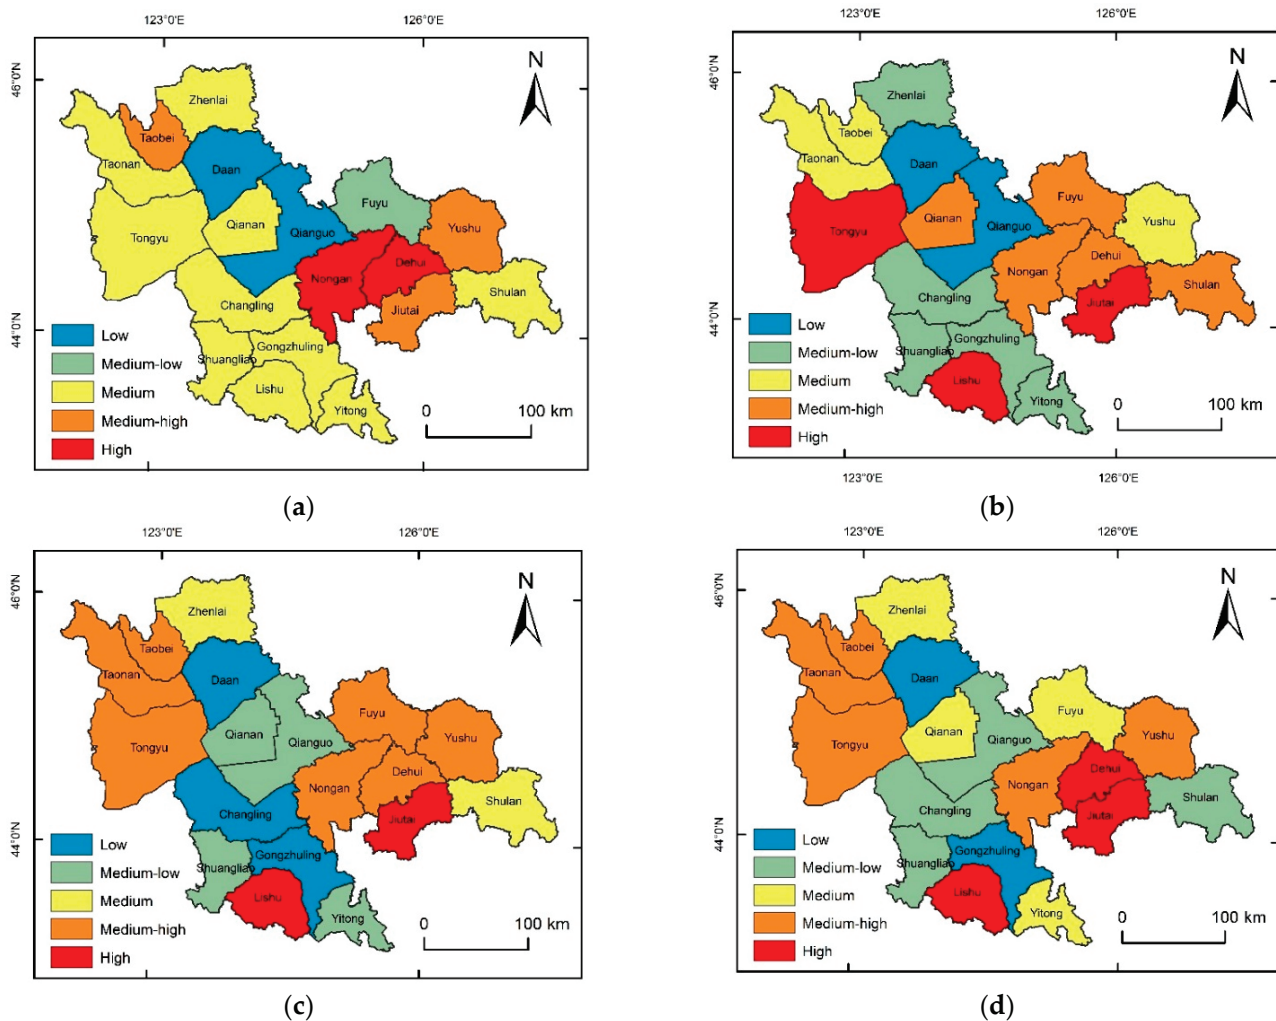 123°0'E 126°0'E
46°0'N
44°0'N
N
Zhenlai
Taobei
Taonan
Daan
Fuyu
Yushu
Tongyu
Qianan
Qianguo
Dehui
Nongan
Shulan
Changling
Jiutai
Gongzhuling
Shuangliao
Lishu
Yitong
Low
Medium-low
Medium
Medium-high
High
0 100 km
123°0'E 126°0'E
(a)
123°0'E 126°0'E
46°0'N
44°0'N
N
Zhenlai
Taobei
Taonan
Daan
Fuyu
Yushu
Tongyu
Qianan
Qianguo
Dehui
Nongan
Shulan
Changling
Jiutai
Gongzhuling
Shuangliao
Lishu
Yitong
Low
Medium-low
Medium
Medium-high
High
0 100 km
123°0'E 126°0'E
(b)
123°0'E 126°0'E
46°0'N
44°0'N
N
Zhenlai
Taobei
Taonan
Daan
Fuyu
Yushu
Tongyu
Qianan
Qianguo
Dehui
Nongan
Shulan
Changling
Jiutai
Gongzhuling
Shuangliao
Lishu
Yitong
Low
Medium-low
Medium
Medium-high
High
0 100 km
(c)
123°0'E 126°0'E
46°0'N
44°0'N
N
Zhenlai
Taobei
Taonan
Daan
Fuyu
Yushu
Tongyu
Qianan
Qianguo
Dehui
Nongan
Shulan
Changling
Jiutai
Gongzhuling
Shuangliao
Lishu
Yitong
Low
Medium-low
Medium
Medium-high
High
0 100 km
(d)